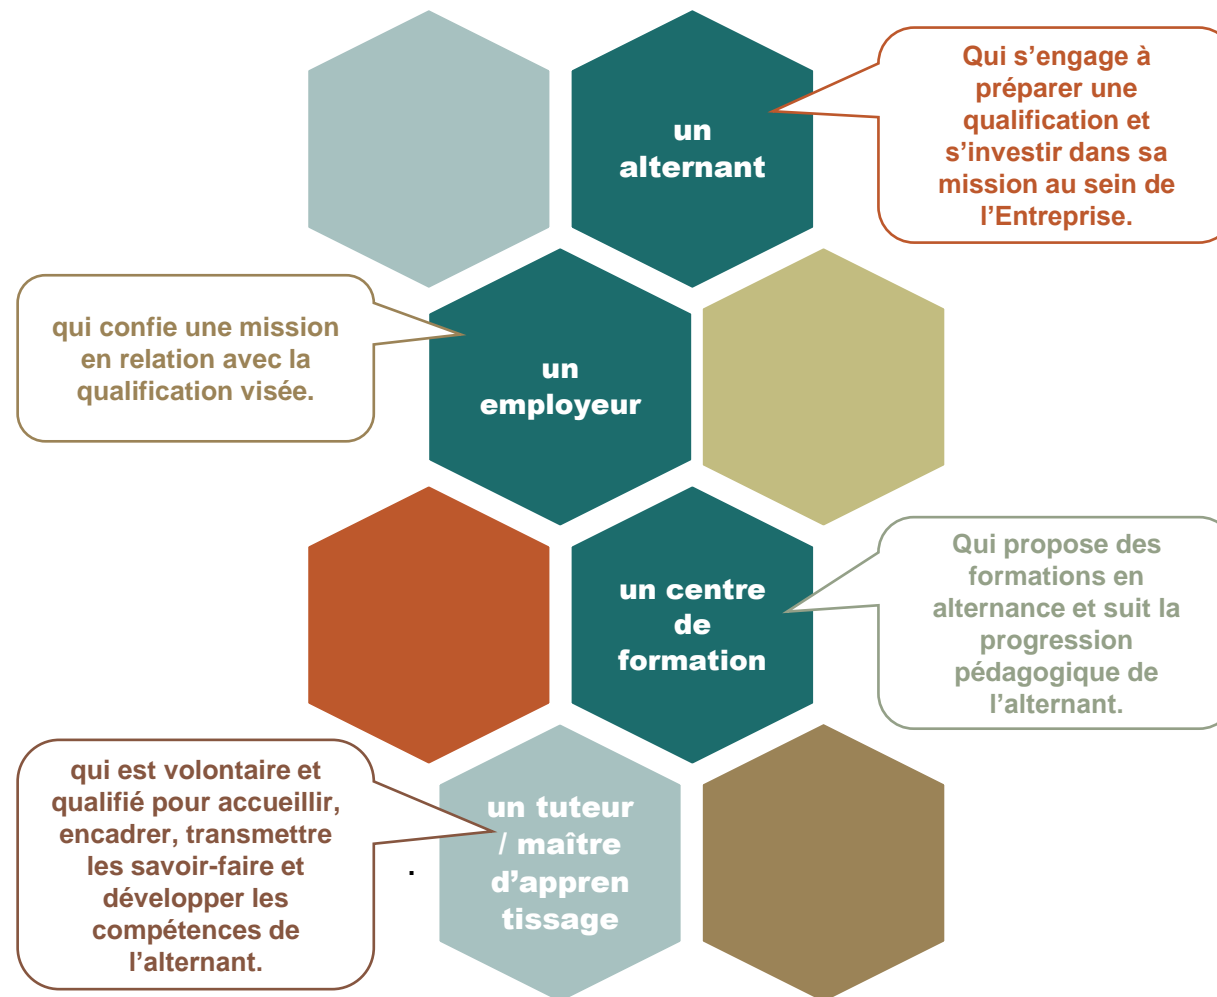 un
alternant
Qui s’engage à
préparer une
qualification et
s’investir dans sa
mission au sein de
l’Entreprise.
qui confie une mission
en relation avec la
qualification visée.
un
employeur
un centre
de
formation
Qui propose des
formations en
alternance et suit la
progression
pédagogique de
l’alternant.
qui est volontaire et
qualifié pour accueillir,
encadrer, transmettre
les savoir-faire et
développer les
compétences de
l’alternant.
.
un tuteur
/ maître
d’appren
tissage